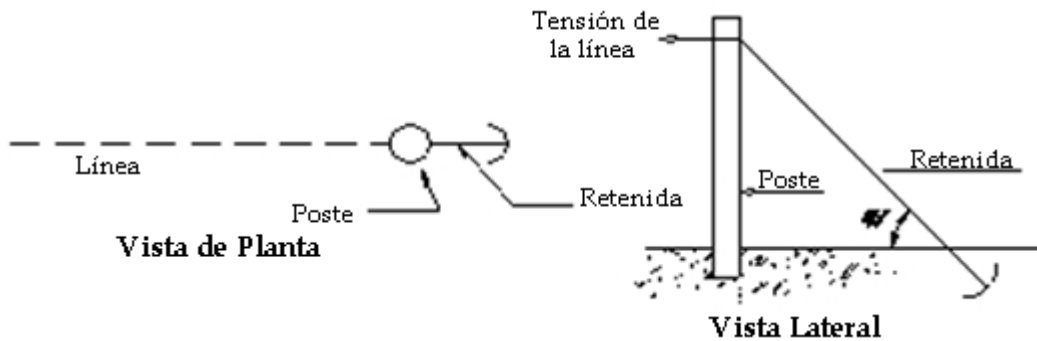 Línea
Poste
Retenida
Vista de Planta
Tensión de
la línea
Retenida
Poste
Vista Lateral